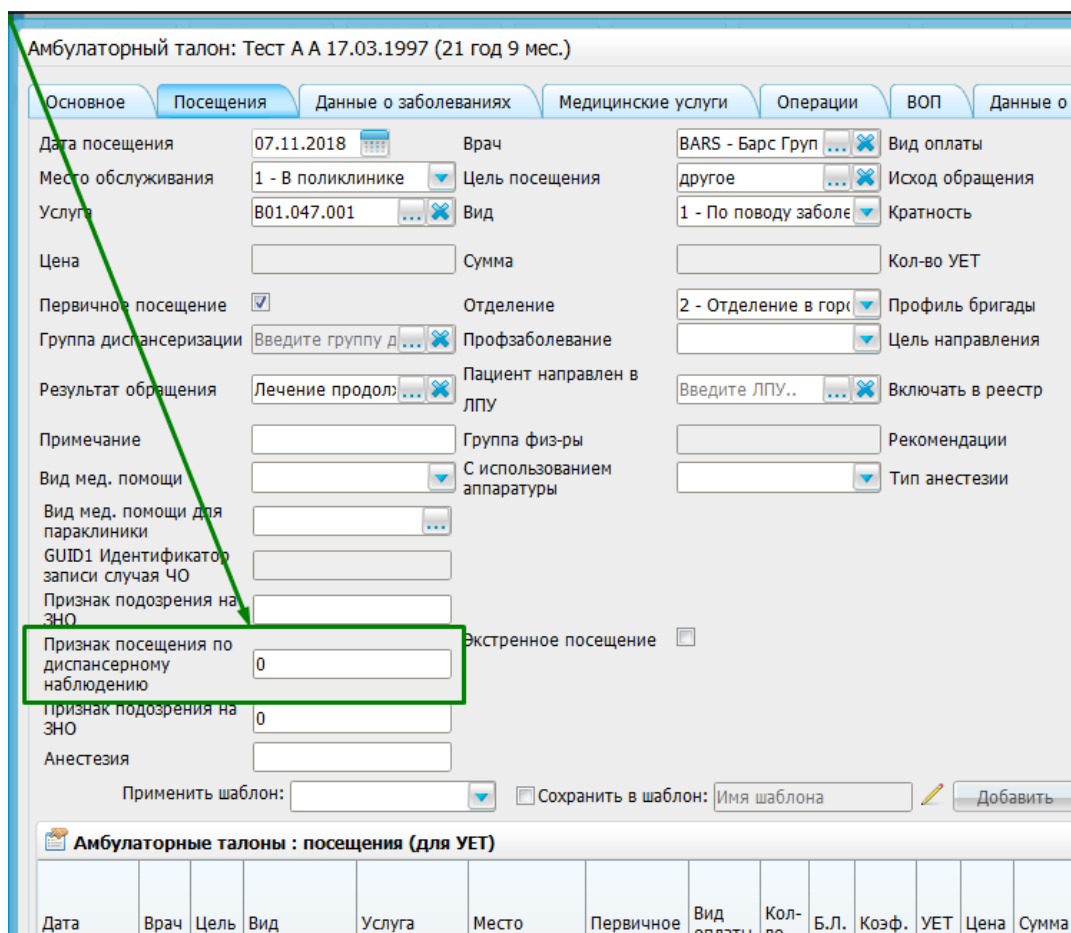 Амбулаторный талон: Тест А А 17.03.1997 (21 год 9 мес.)
Основное Посещения Данные о заболеваниях Медицинские услуги Операции ВОП Данные о
Дата посещения 07.11.2018 Врач BARS - Барс Груп ... Вид оплаты
Место обслуживания 1 - В поликлинике Цель посещения другое ... Исход обращения
Услуга B01.047.001 ... Вид 1 - По поводу заболе Кратность
Цена Сумма Кол-во УЕТ
Первичное посещение Отделение 2 - Отделение в горо Профиль бригады
Группа диспансеризации Введите группу д ... Профзаболевание Цель направления
Результат обращения Лечение продолж ... Пациент направлен в
ЛПУ Введите ЛПУ.. ... Включать в реестр
Примечание Группа физ-ры Рекомендации
Вид мед. помощи С использованием
аппаратуры Тип анестезии
Вид мед. помощи для
параклиники ...
GUID1 Идентификатор
записи случая ЧО
Признак подозрения на
ЗНО
Признак посещения по
диспансерному
наблюдению 0 Экстренное посещение
Признак подозрения на
ЗНО 0
Анестезия
Применить шаблон: Сохранить в шаблон: Имя шаблона Добавить
Амбулаторные талоны : посещения (для УЕТ)
Дата Врач Цель Вид Услуга Место Первичное Вид оплаты Кол-во Б.Л. Коэф. УЕТ Цена Сумма